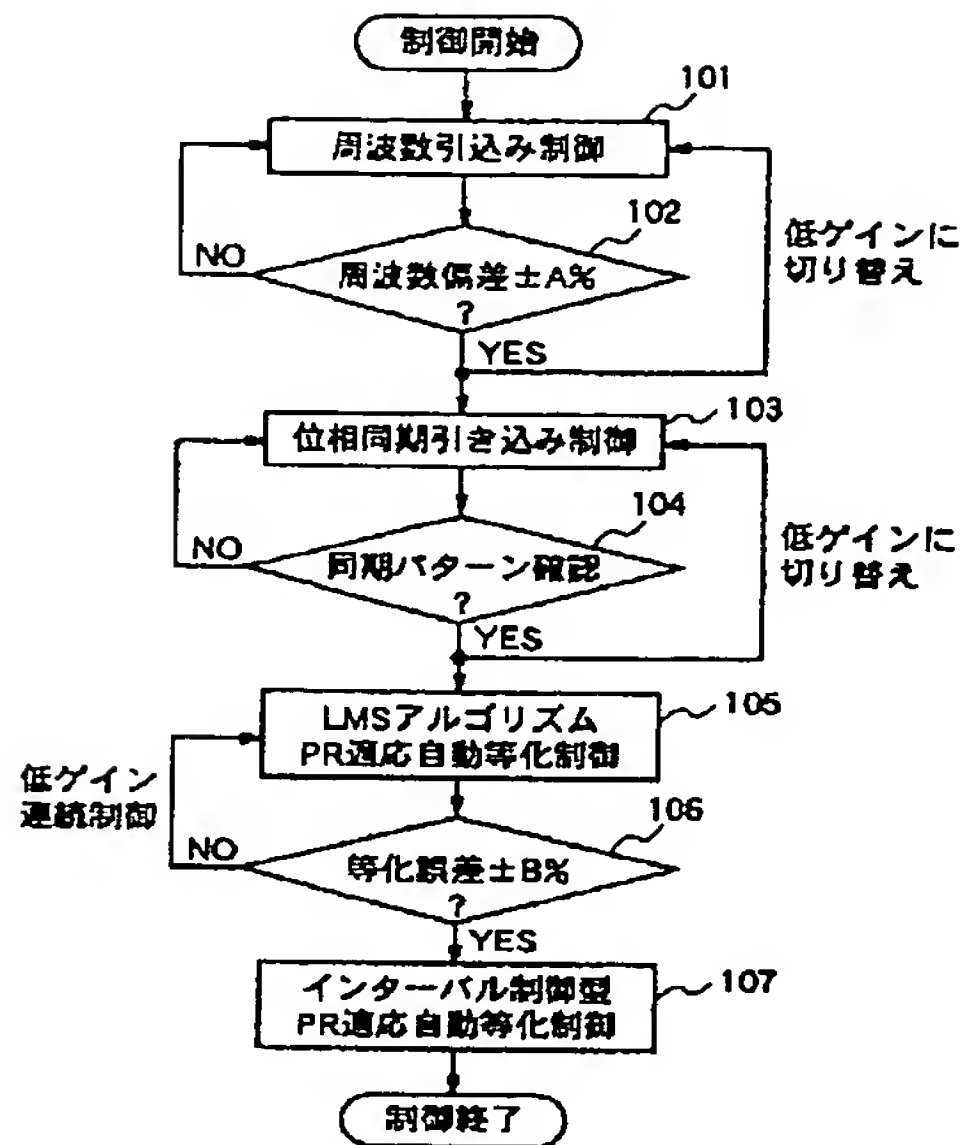 制御開始
101
周波数引込み制御
102
周波数偏差±A%
?
NO
YES
低ゲインに
切り替え
103
位相同期引き込み制御
104
同期パターン確認
?
NO
YES
低ゲインに
切り替え
105
LMSアルゴリズム
PR適応自動等化制御
低ゲイン
連続制御
106
等化誤差±B%
?
NO
YES
107
インターバル制御型
PR適応自動等化制御
制御終了